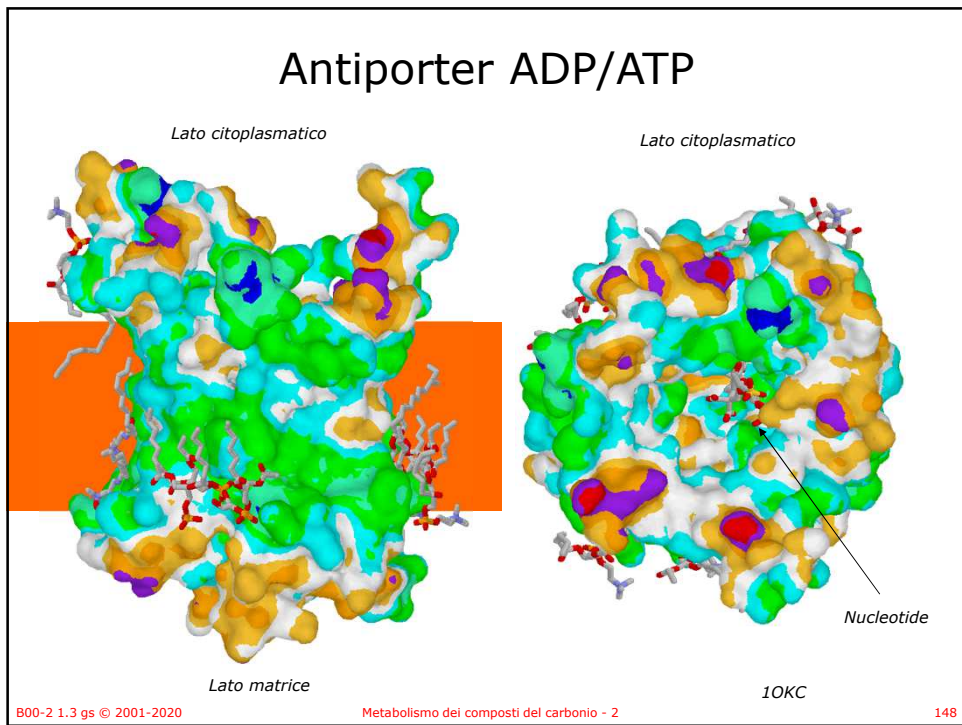 Antiporter ADP/ATP
Lato citoplasmatico
Lato citoplasmatico
Nucleotide
Lato matrice
1OKC
B00-2 1.3 gs © 2001-2020
Metabolismo dei composti del carbonio - 2
148